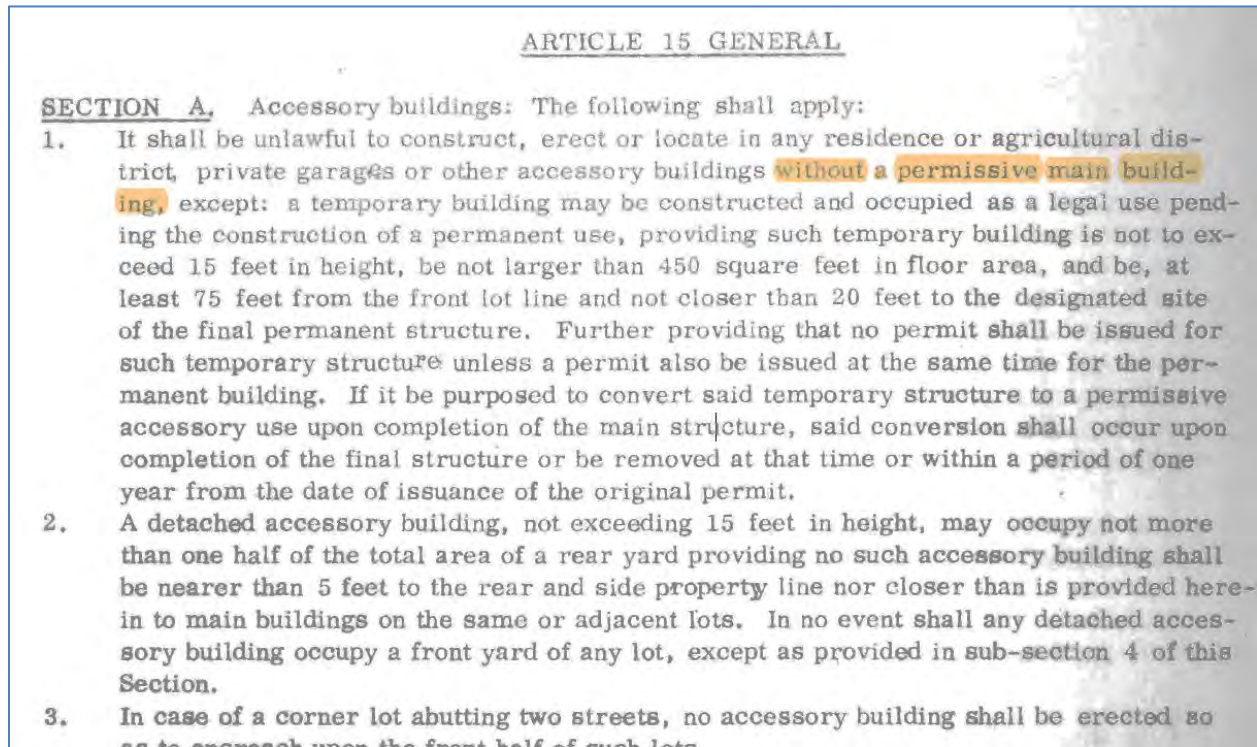 ARTICLE 15 GENERAL
SECTION A. Accessory buildings: The following shall apply:
1. It shall be unlawful to construct, erect or locate in any residence or agricultural dis-
trict, private garages or other accessory buildings without a permissive main build-
ing, except: a temporary building may be constructed and occupied as a legal use pend-
ing the construction of a permanent use, providing such temporary building is not to ex-
ceed 15 feet in height, be not larger than 450 square feet in floor area, and be, at
least 75 feet from the front lot line and not closer than 20 feet to the designated site
of the final permanent structure. Further providing that no permit shall be issued for
such temporary structure unless a permit also be issued at the same time for the per-
manent building. If it be purposed to convert said temporary structure to a permissive
accessory use upon completion of the main structure, said conversion shall occur upon
completion of the final structure or be removed at that time or within a period of one
year from the date of issuance of the original permit.
2. A detached accessory building, not exceeding 15 feet in height, may occupy not more
than one half of the total area of a rear yard providing no such accessory building shall
be nearer than 5 feet to the rear and side property line nor closer than is provided here-
in to main buildings on the same or adjacent lots. In no event shall any detached acces-
sory building occupy a front yard of any lot, except as provided in sub-section 4 of this
Section.
3. In case of a corner lot abutting two streets, no accessory building shall be erected so
as to encroach upon the front half of such lots